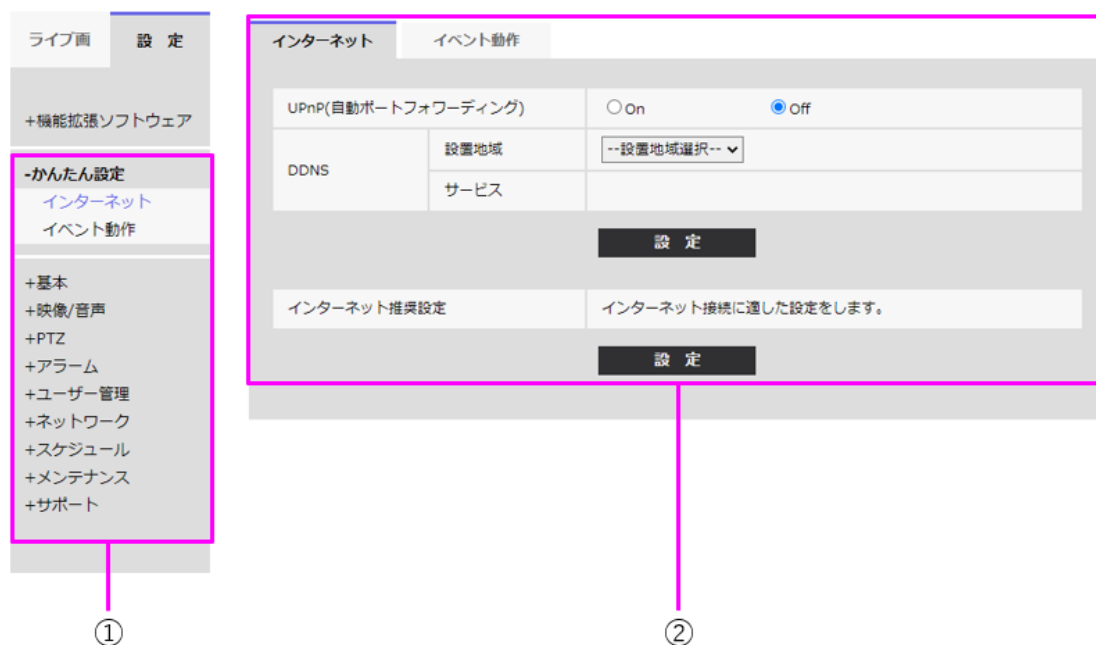 ライブ画
設 定
+機能拡張ソフトウェア
-かんたん設定
インターネット
イベント動作
+基本
+映像/音声
+PTZ
+アラーム
+ユーザー管理
+ネットワーク
+スケジュール
+メンテナンス
+サポート
①
インターネット
イベント動作
UPnP(自動ポートフォワーディング)
On
Off
DDNS
設置地域
--設置地域選択--
サービス
設 定
インターネット推奨設定
インターネット接続に適した設定をします。
設 定
②